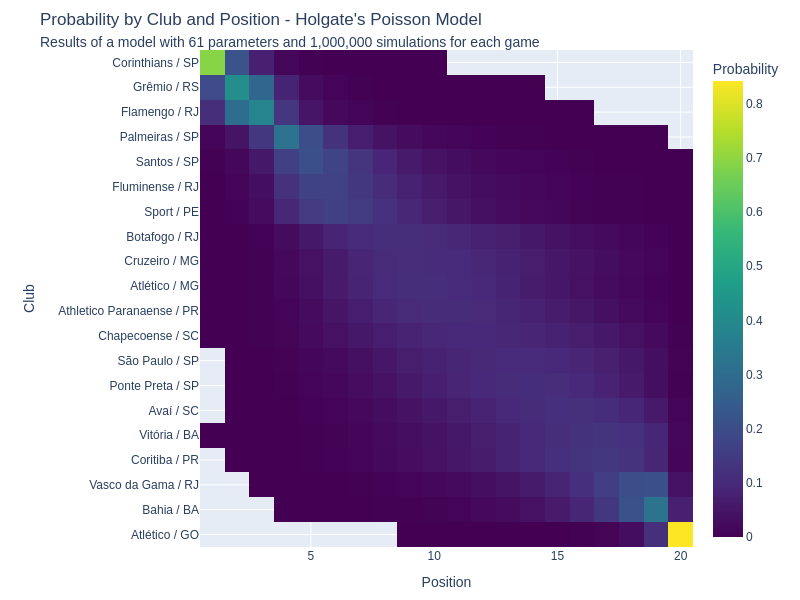 Probability by Club and Position - Holgate's Poisson Model
Results of a model with 61 parameters and 1,000,000 simulations for each game
Probability
Corinthians / SP
Grêmio / RS
Flamengo / RJ
Palmeiras / SP
Santos / SP
Fluminense / RJ
Sport / PE
Botafogo / RJ
Cruzeiro / MG
Atlético / MG
Athletico Paranaense / PR
Chapecoense / SC
São Paulo / SP
Ponte Preta / SP
Avaí / SC
Vitória / BA
Coritiba / PR
Vasco da Gama / RJ
Bahia / BA
Atlético / GO
Club
5
10
15
20
Position
0.8
0.7
0.6
0.5
0.4
0.3
0.2
0.1
0